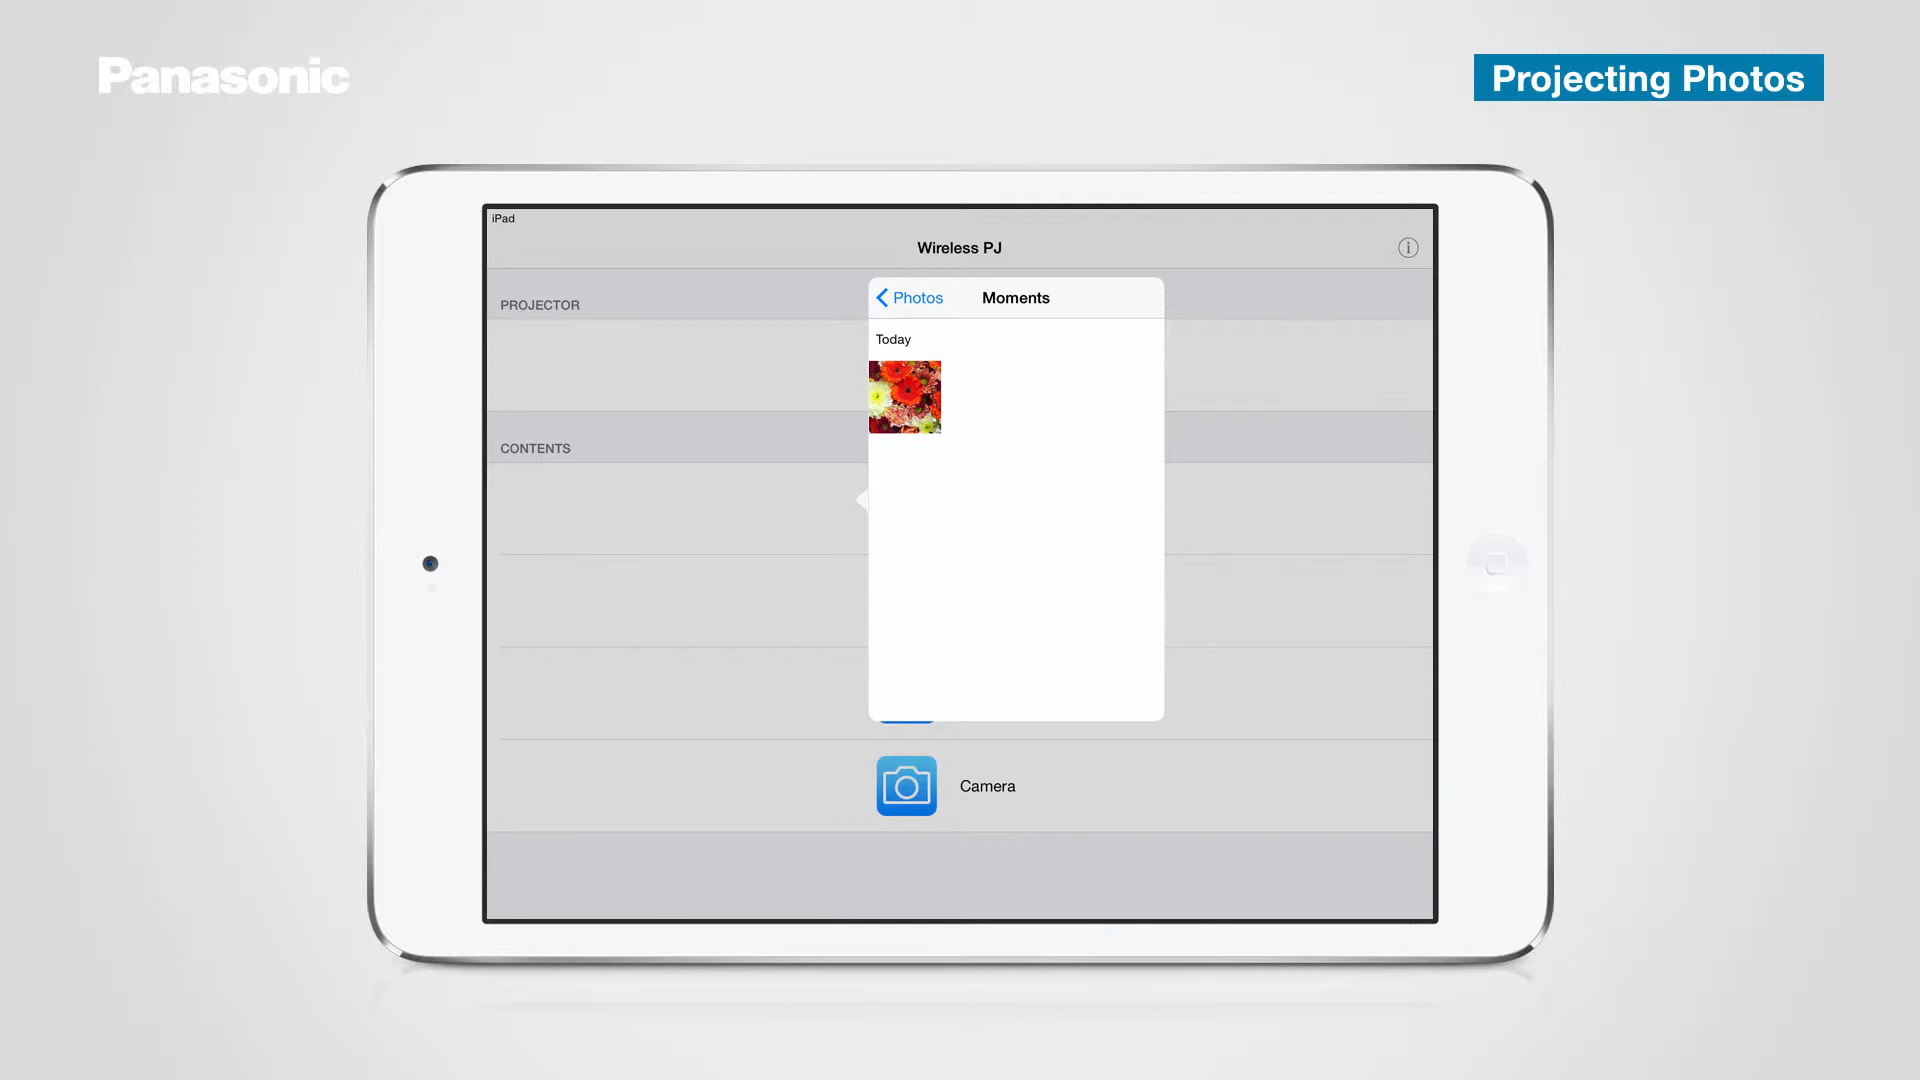 Panasonic
Projecting Photos
iPad
Wireless PJ
PROJECTOR
Photos
Moments
Today
CONTENTS
Camera